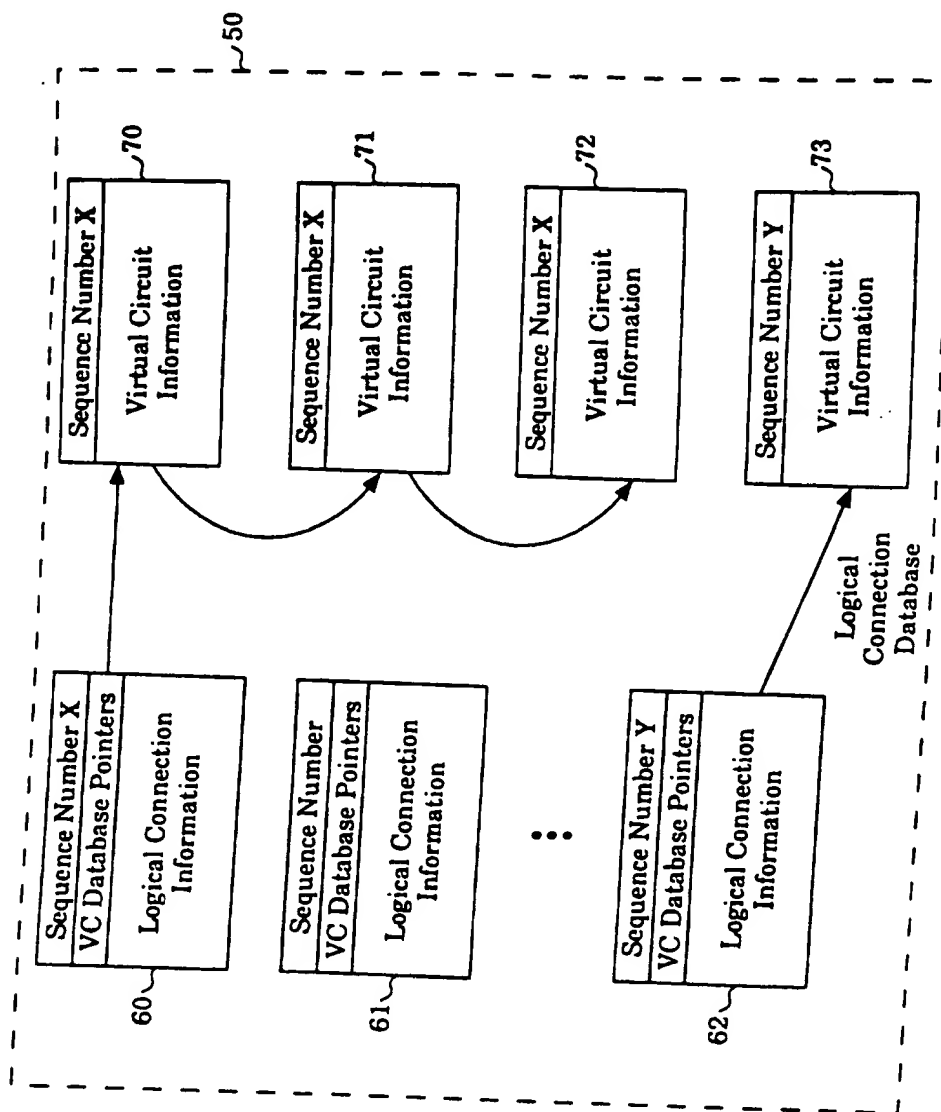 50
Sequence Number X
VC Database Pointers
Logical Connection
Information
60
Sequence Number X
Virtual Circuit
Information
70
Sequence Number
VC Database Pointers
Logical Connection
Information
61
Sequence Number X
Virtual Circuit
Information
71
Sequence Number X
Virtual Circuit
Information
72
Sequence Number Y
VC Database Pointers
Logical Connection
Information
62
Sequence Number Y
Virtual Circuit
Information
73
Logical
Connection
Database